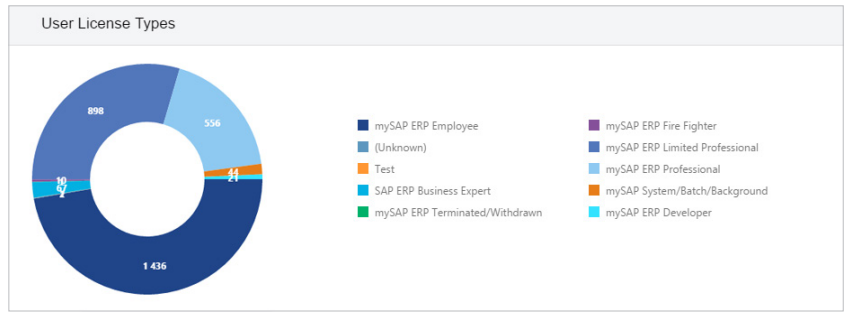 User License Types
898
556
10
67
44
21
1 436
mySAP ERP Employee
mySAP ERP Fire Fighter
(Unknown)
mySAP ERP Limited Professional
Test
mySAP ERP Professional
SAP ERP Business Expert
mySAP System/Batch/Background
mySAP ERP Terminated/Withdrawn
mySAP ERP Developer